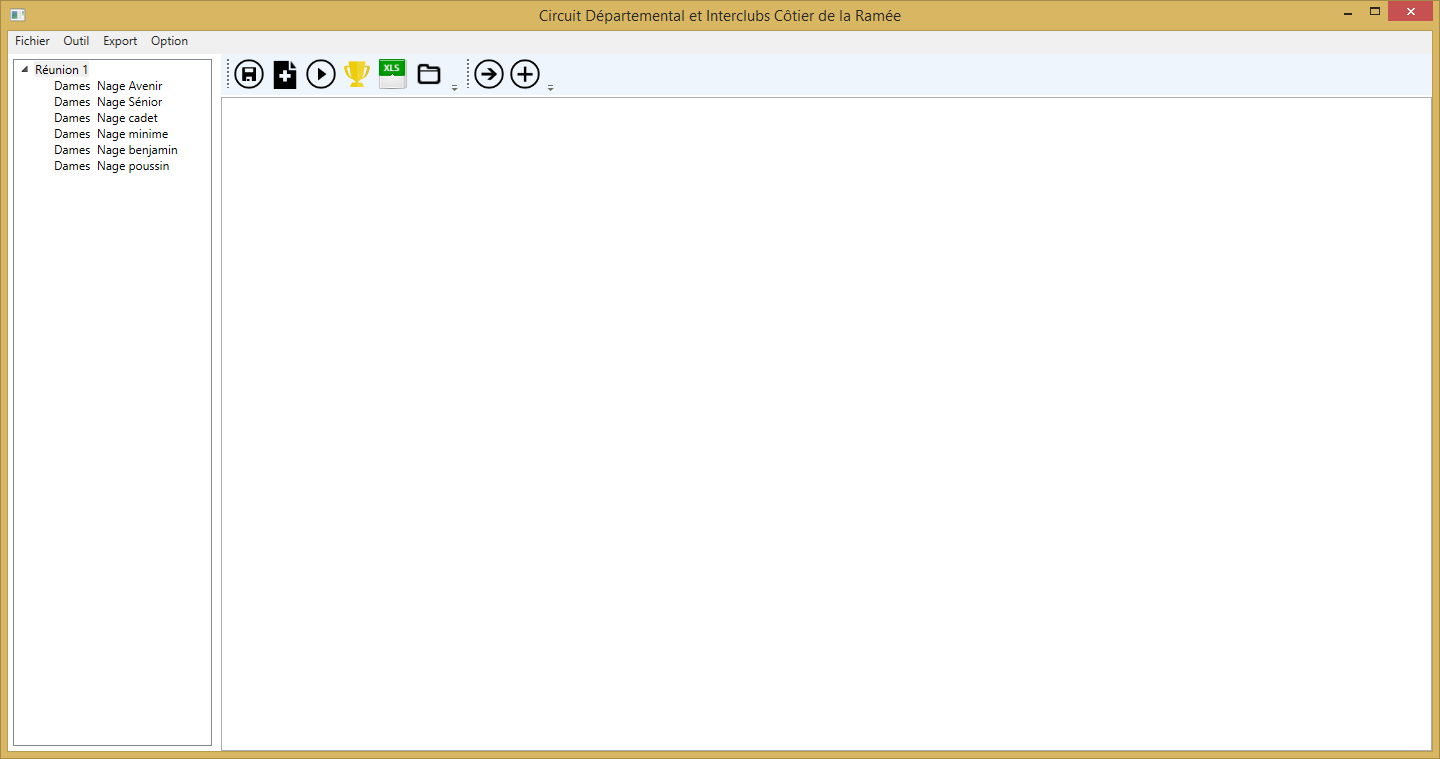 Circuit Départemental et Interclubs Côtier de la Ramée
Fichier Outil Export Option
Réunion 1
Dames Nage Avenir
Dames Nage Sénior
Dames Nage cadet
Dames Nage minime
Dames Nage benjamin
Dames Nage poussin
XLS